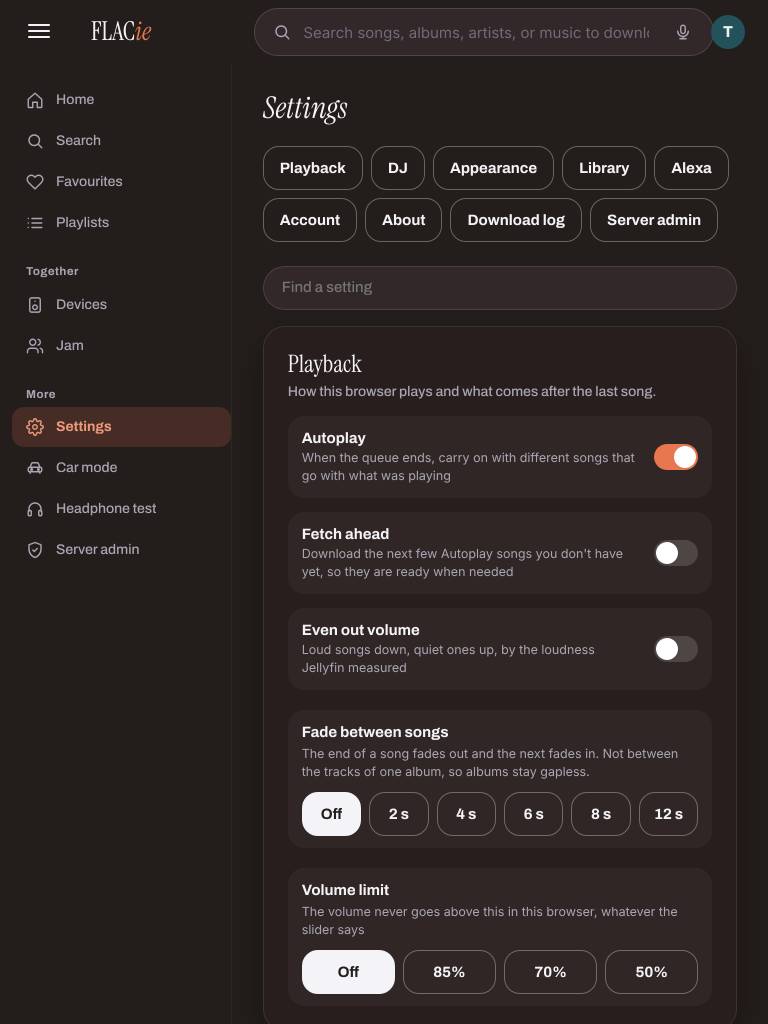 FLACie
Search songs, albums, artists, or music to downl
T
Home
Search
Favourites
Playlists
Together
Devices
Jam
More
Settings
Car mode
Headphone test
Server admin
Settings
Playback DJ Appearance Library Alexa
Account About Download log Server admin
Find a setting
Playback
How this browser plays and what comes after the last song.
Autoplay
When the queue ends, carry on with different songs that
go with what was playing
Fetch ahead
Download the next few Autoplay songs you don't have
yet, so they are ready when needed
Even out volume
Loud songs down, quiet ones up, by the loudness
Jellyfin measured
Fade between songs
The end of a song fades out and the next fades in. Not between
the tracks of one album, so albums stay gapless.
Off 2 s 4 s 6 s 8 s 12 s
Volume limit
The volume never goes above this in this browser, whatever the
slider says
Off 85% 70% 50%